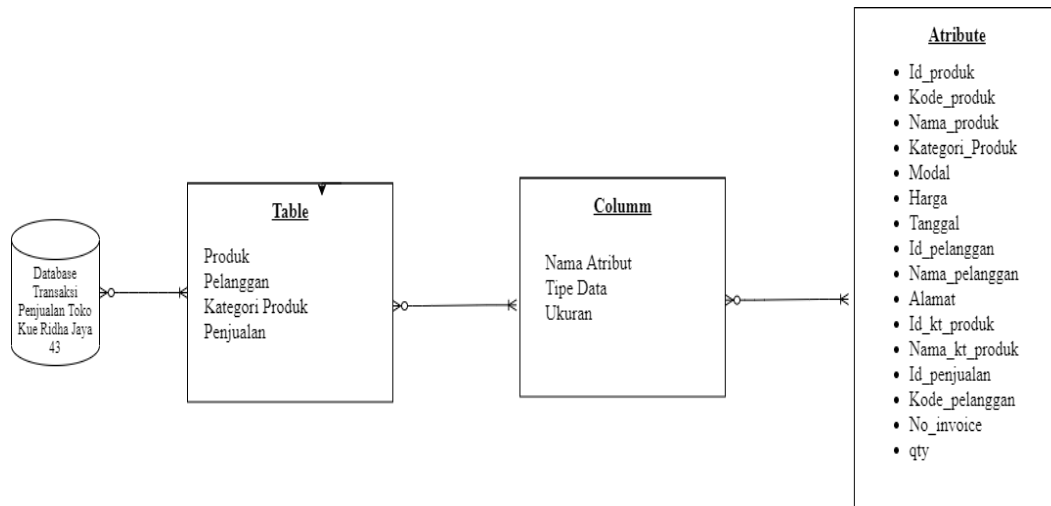 Database
Transaksi
Penjualan Toko
Kue Ridha Jaya
43
Table
Produk
Pelanggan
Kategori Produk
Penjualan
Columm
Nama Atribut
Tipe Data
Ukuran
Atribute
Id_produk
Kode_produk
Nama_produk
Kategori_Produk
Modal
Harga
Tanggal
Id_pelanggan
Nama_pelanggan
Alamat
Id_kt_produk
Nama_kt_produk
Id_penjualan
Kode_pelanggan
No_invoice
qty